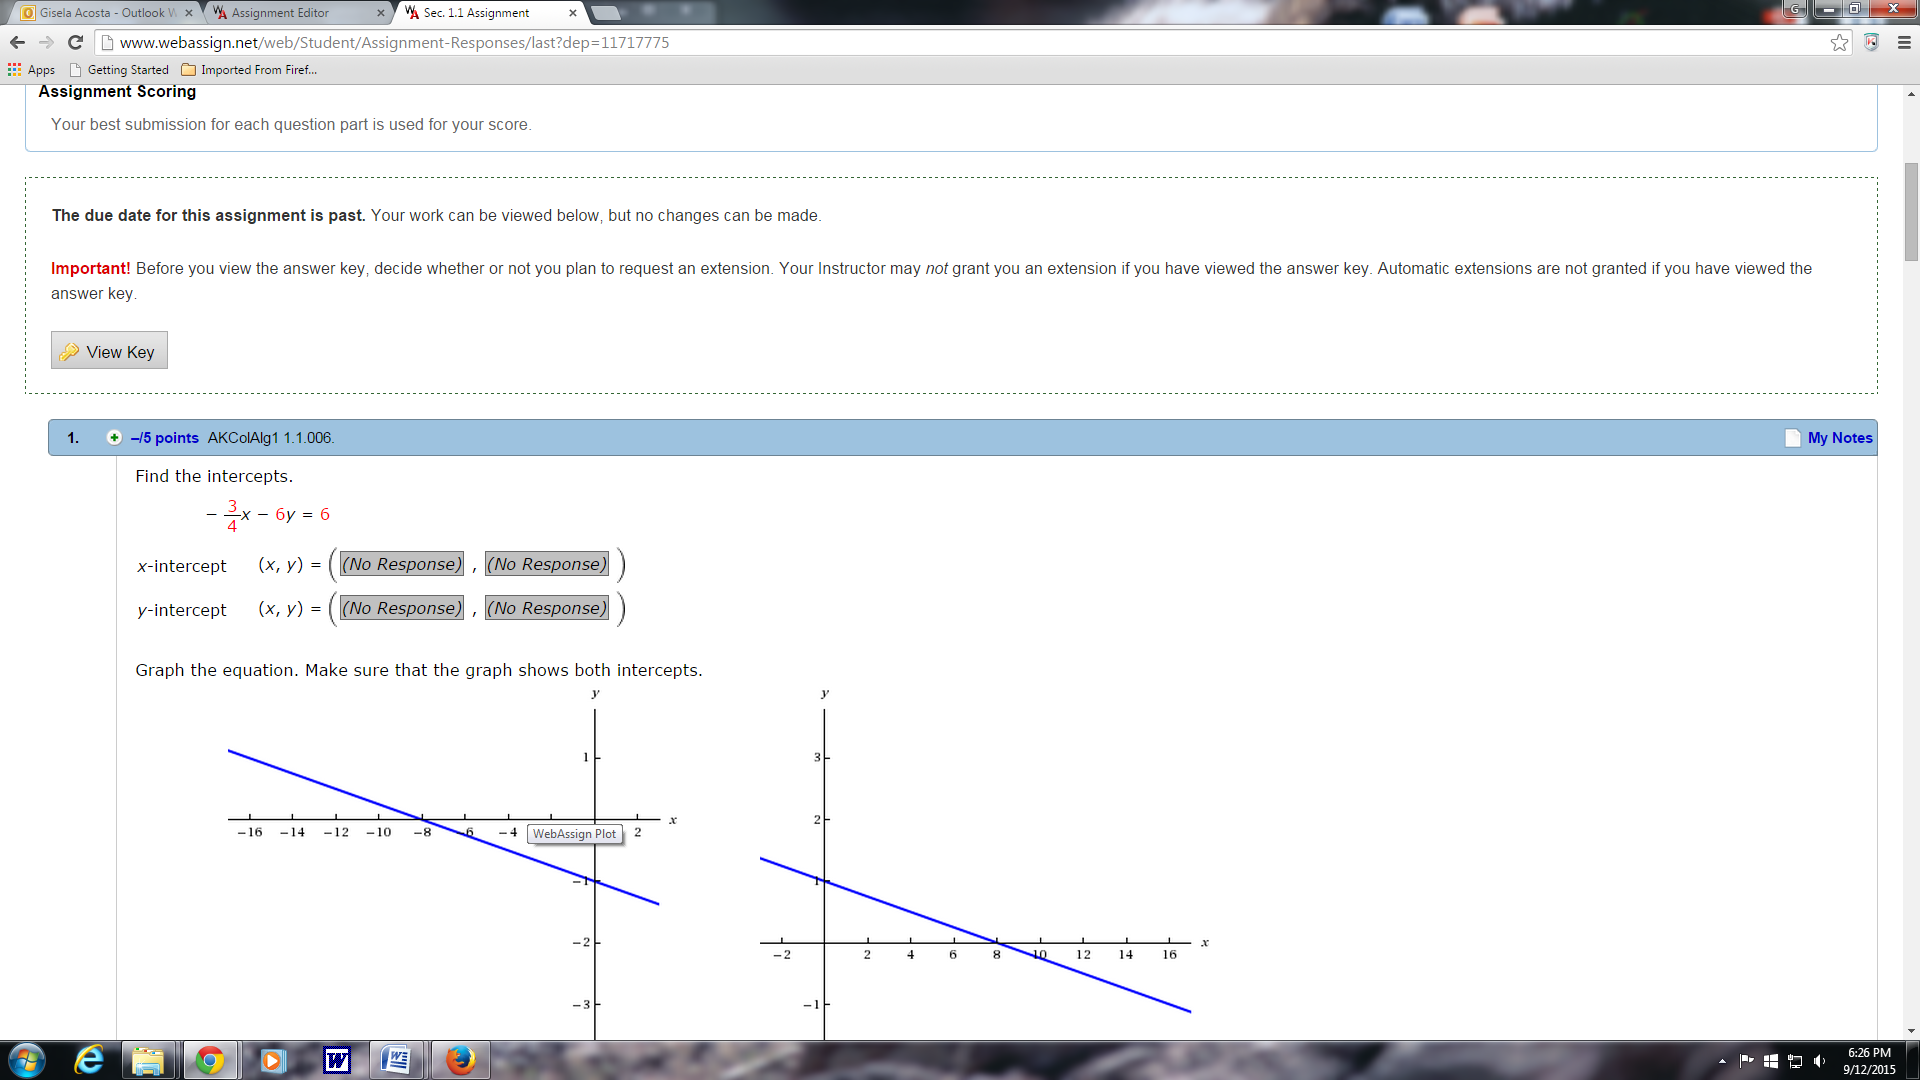 Gisela Acosta - Outlook W
Assignment Editor
Sec. 1.1 Assignment
G
www.webassign.net/web/Student/Assignment-Responses/last?dep=11717775
Apps
Getting Started
Imported From Firef...
Assignment Scoring
Your best submission for each question part is used for your score.
The due date for this assignment is past. Your work can be viewed below, but no changes can be made.
Important! Before you view the answer key, decide whether or not you plan to request an extension. Your Instructor may not grant you an extension if you have viewed the answer key. Automatic extensions are not granted if you have viewed the
answer key.
View Key
1. –/5 points AKColAlg1 1.1.006. My Notes
Find the intercepts.
− 3/4 x − 6y = 6
x-intercept (x, y) = ( (No Response) , (No Response) )
y-intercept (x, y) = ( (No Response) , (No Response) )
Graph the equation. Make sure that the graph shows both intercepts.
y
1
x
−16 −14 −12 −10 −8 −6 −4 2
WebAssign Plot
−1
−2
−3
y
3
2
1
x
−2 2 4 6 8 10 12 14 16
−1
W
6:26 PM
9/12/2015